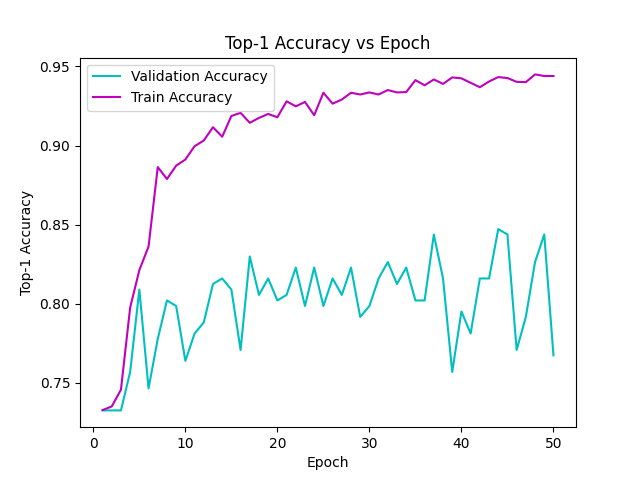 Top-1 Accuracy vs Epoch
Validation Accuracy
Train Accuracy
Top-1 Accuracy
0.95
0.90
0.85
0.80
0.75
0 10 20 30 40 50
Epoch